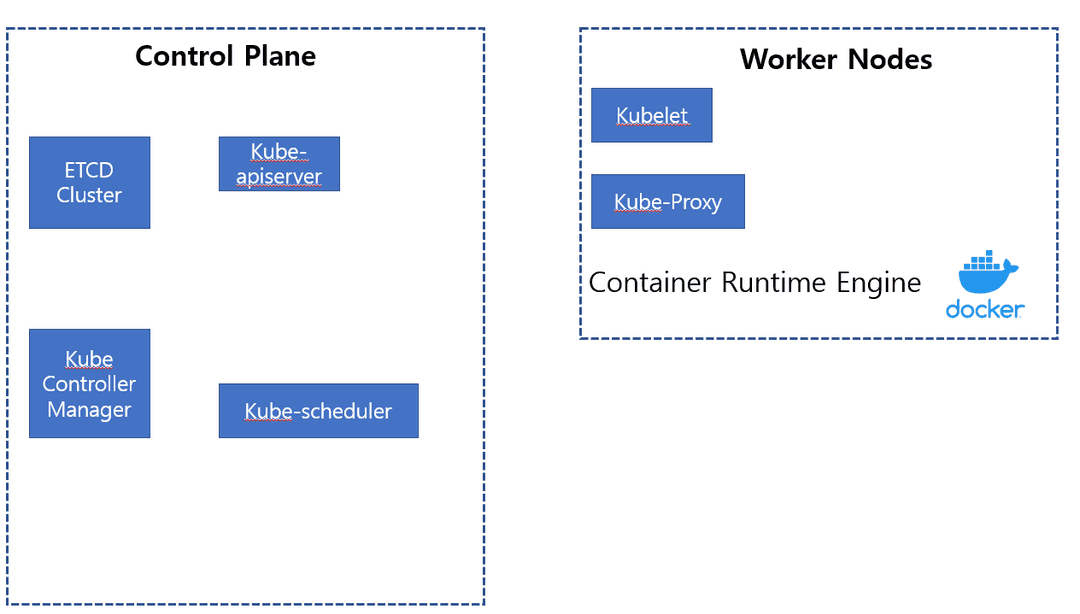 Control Plane
ETCD
Cluster
Kube-
apiserver
Kube
Controller
Manager
Kube-scheduler
Worker Nodes
Kubelet
Kube-Proxy
Container Runtime Engine
docker